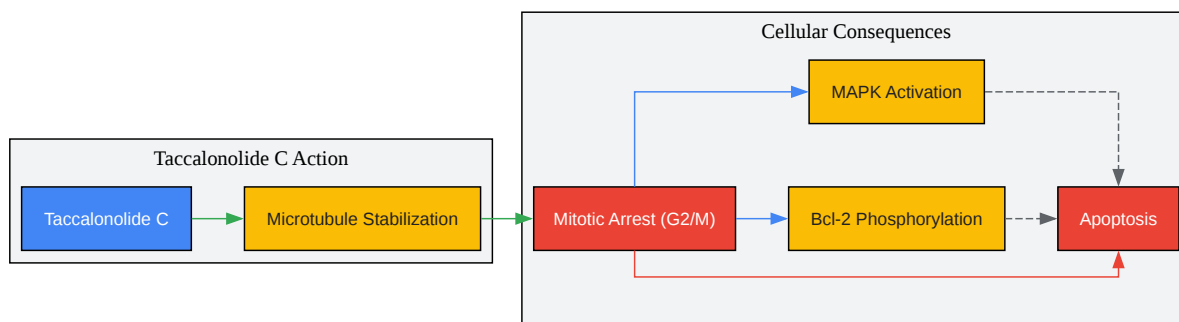 Cellular Consequences
MAPK Activation
Taccalonolide C Action
Taccalonolide C
Microtubule Stabilization
Mitotic Arrest (G2/M)
Bcl-2 Phosphorylation
Apoptosis